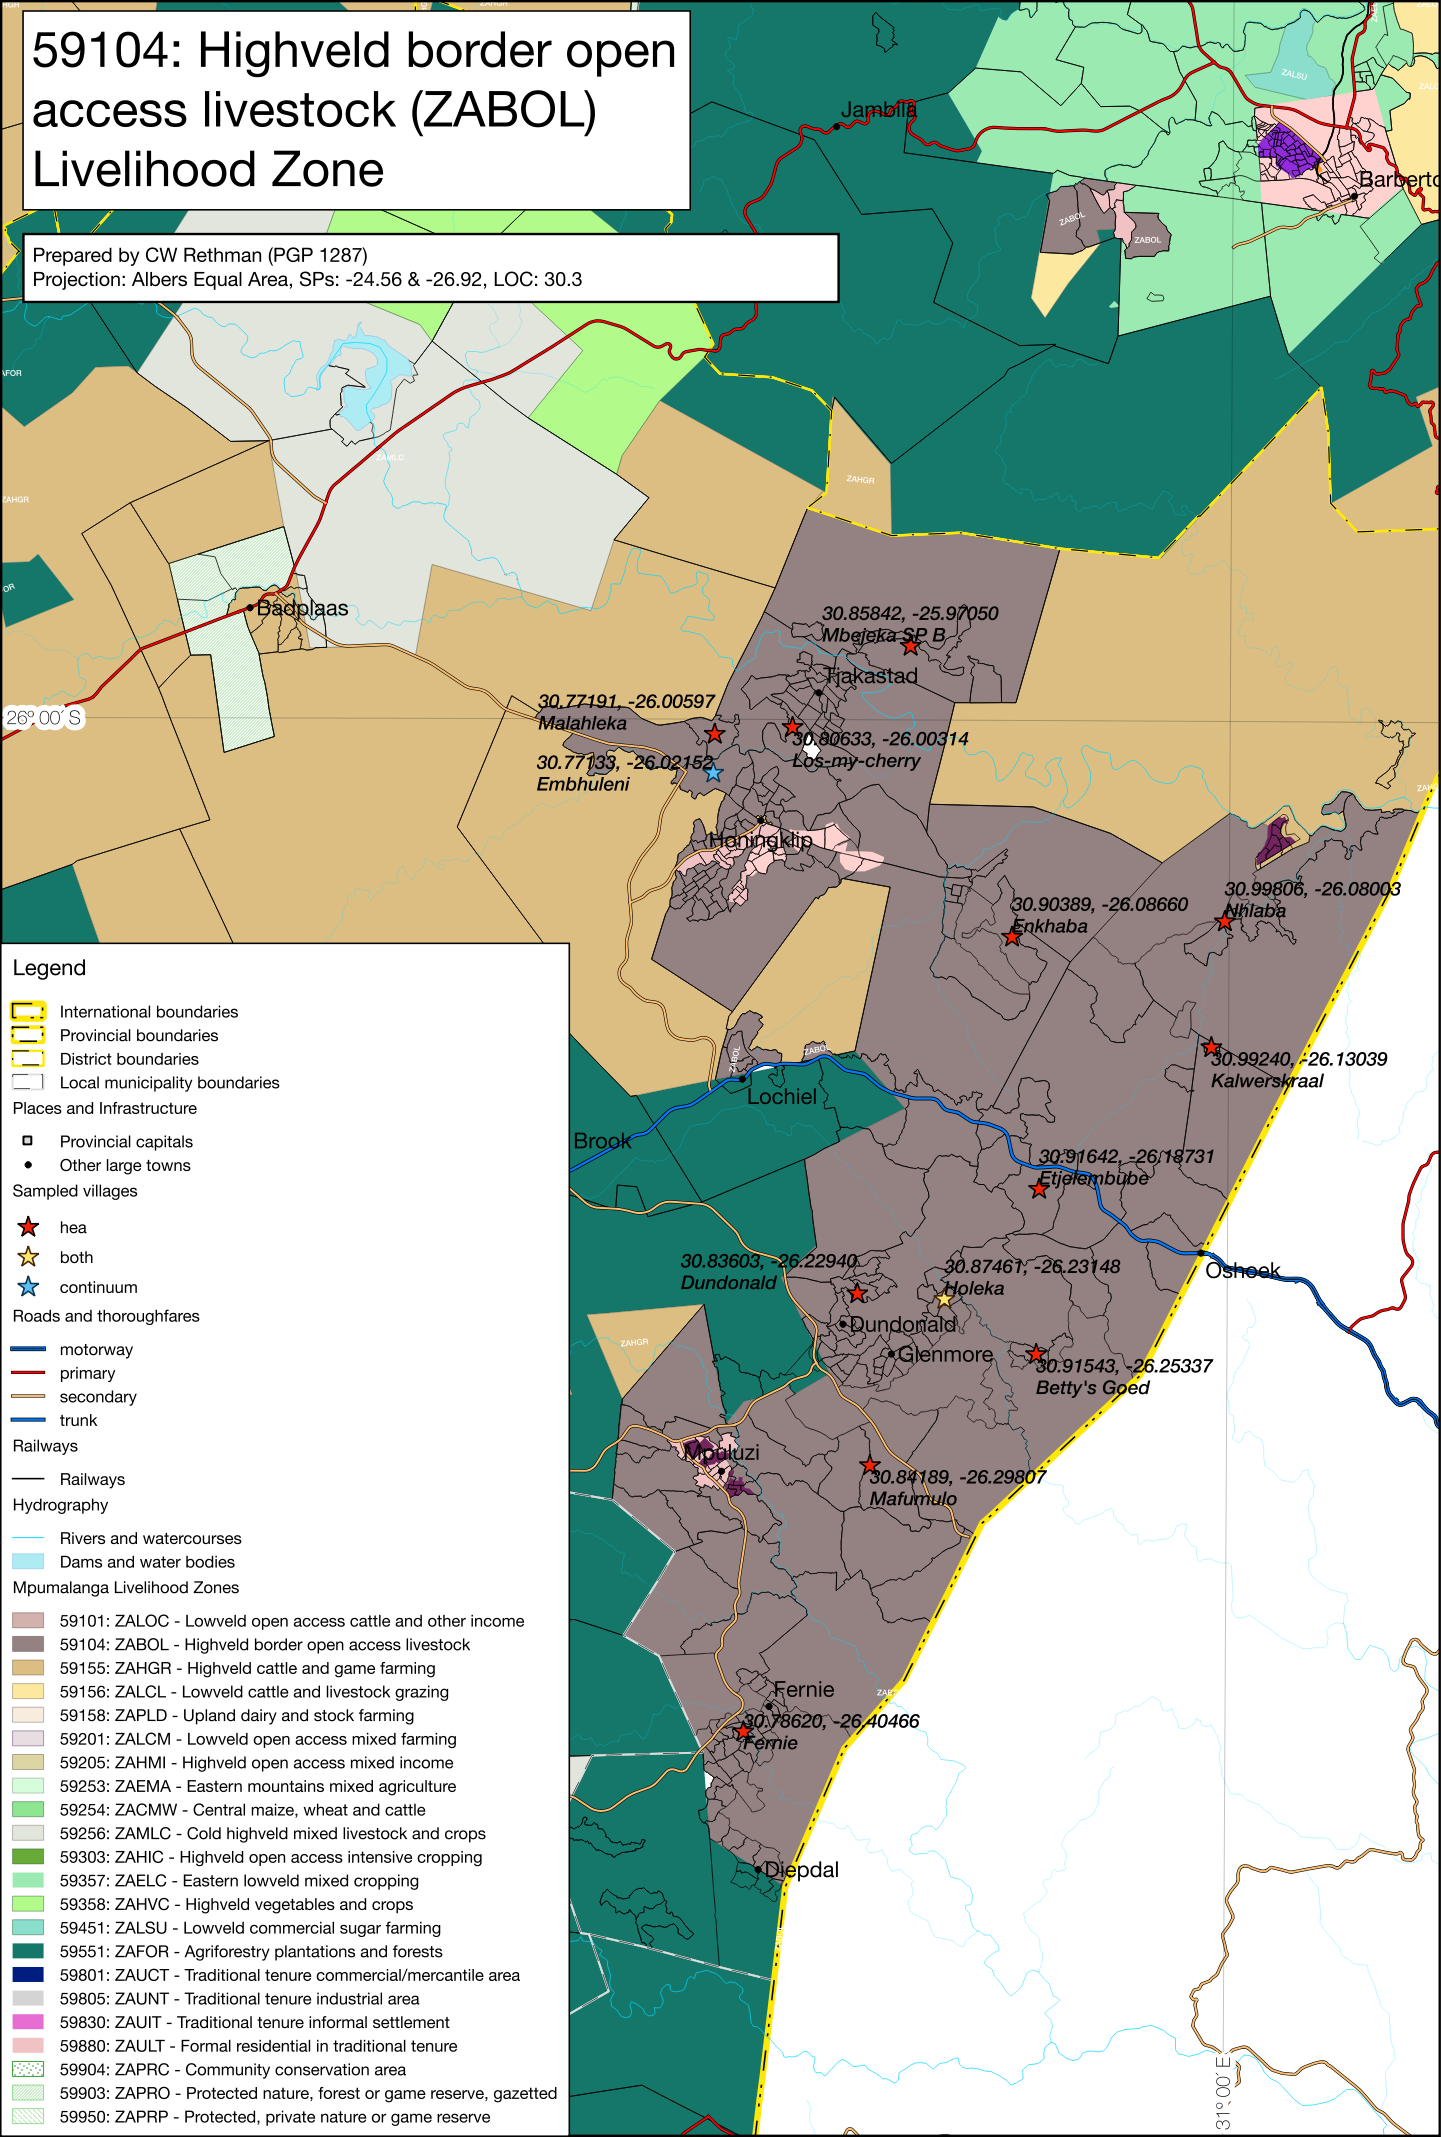 59104: Highveld border open
access livestock (ZABOL)
Livelihood Zone
Prepared by CW Rethman (PGP 1287)
Projection: Albers Equal Area, SPs: -24.56 & -26.92, LOC: 30.3
Jambila
ZALSU
Barberto
ZABOL
ZABOL
AFOR
ZAMLC
ZAHGR
ZAHGR
Badplaas
26° 00' S
30.85842, -25.97050
Mbejeka SP B
Tjakastad
30.77191, -26.00597
Malahleka
30.80633, -26.00314
Los-my-cherry
30.77133, -26.02152
Embhuleni
Honingklip
30.99806, -26.08003
Nhlaba
30.90389, -26.08660
Enkhaba
30.99240, -26.13039
Kalwerskraal
ZABOL
Lochiel
Brook
30.91642, -26.18731
Etjelembube
Oshoek
30.83603, -26.22940
Dundonald
30.87461, -26.23148
Holeka
Dundonald
Glenmore
30.91543, -26.25337
Betty's Goed
ZAHGR
Mpuluzi
30.84189, -26.29807
Mafumulo
Fernie
30.78620, -26.40466
Fernie
Diepdal
31° 00' E
Legend
International boundaries
Provincial boundaries
District boundaries
Local municipality boundaries
Places and Infrastructure
Provincial capitals
Other large towns
Sampled villages
hea
both
continuum
Roads and thoroughfares
motorway
primary
secondary
trunk
Railways
Railways
Hydrography
Rivers and watercourses
Dams and water bodies
Mpumalanga Livelihood Zones
59101: ZALOC - Lowveld open access cattle and other income
59104: ZABOL - Highveld border open access livestock
59155: ZAHGR - Highveld cattle and game farming
59156: ZALCL - Lowveld cattle and livestock grazing
59158: ZAPLD - Upland dairy and stock farming
59201: ZALCM - Lowveld open access mixed farming
59205: ZAHMI - Highveld open access mixed income
59253: ZAEMA - Eastern mountains mixed agriculture
59254: ZACMW - Central maize, wheat and cattle
59256: ZAMLC - Cold highveld mixed livestock and crops
59303: ZAHIC - Highveld open access intensive cropping
59357: ZAELC - Eastern lowveld mixed cropping
59358: ZAHVC - Highveld vegetables and crops
59451: ZALSU - Lowveld commercial sugar farming
59551: ZAFOR - Agriforestry plantations and forests
59801: ZAUCT - Traditional tenure commercial/mercantile area
59805: ZAUNT - Traditional tenure industrial area
59830: ZAUIT - Traditional tenure informal settlement
59880: ZAULT - Formal residential in traditional tenure
59904: ZAPRC - Community conservation area
59903: ZAPRO - Protected nature, forest or game reserve, gazetted
59950: ZAPRP - Protected, private nature or game reserve